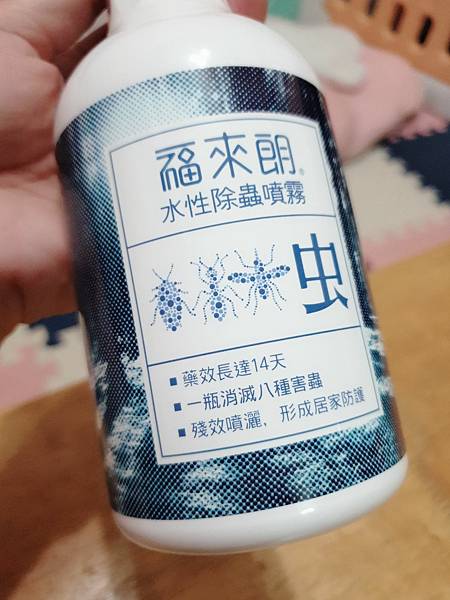 福來朗®
水性除蟲噴霧
虫
▪ 藥效長達14天
▪ 一瓶消滅八種害蟲
▪ 殘效噴灑，形成居家防護